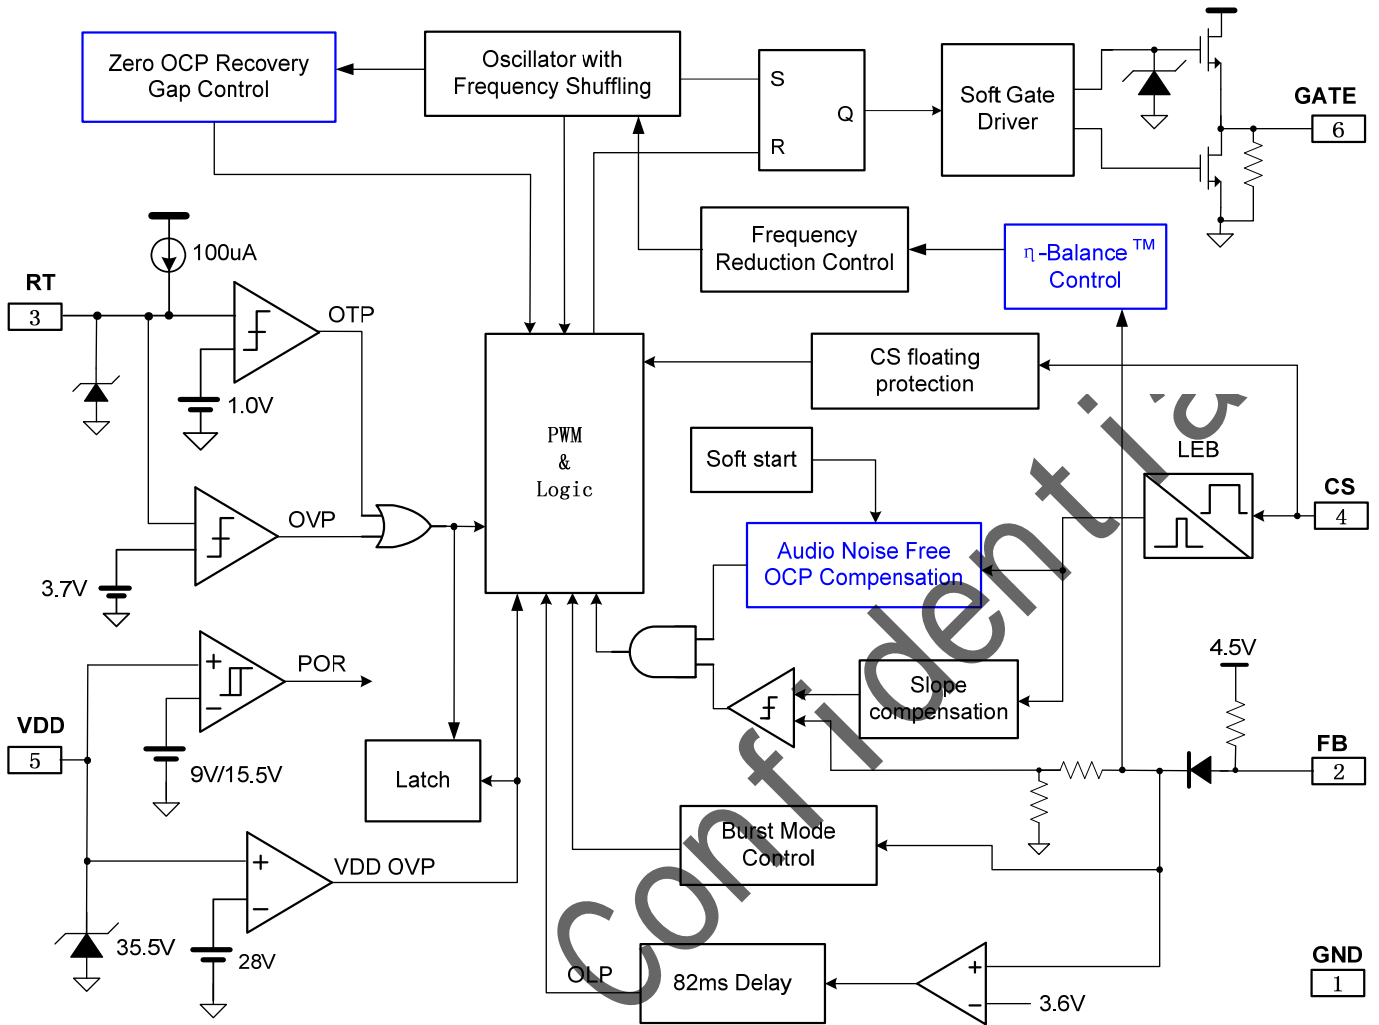 Zero OCP Recovery
Gap Control
Oscillator with
Frequency Shuffling
S
R
Q
Soft Gate
Driver
GATE
6
100uA
RT
3
OTP
1.0V
Frequency
Reduction Control
η-Balance™
Control
CS floating
protection
PWM
&
Logic
Soft start
LEB
CS
4
OVP
3.7V
Audio Noise Free
OCP Compensation
+
−
POR
9V/15.5V
VDD
5
Latch
Slope
compensation
4.5V
FB
2
Burst Mode
Control
+
−
VDD OVP
35.5V
28V
OLP
82ms Delay
+
−
3.6V
GND
1
Confidentia